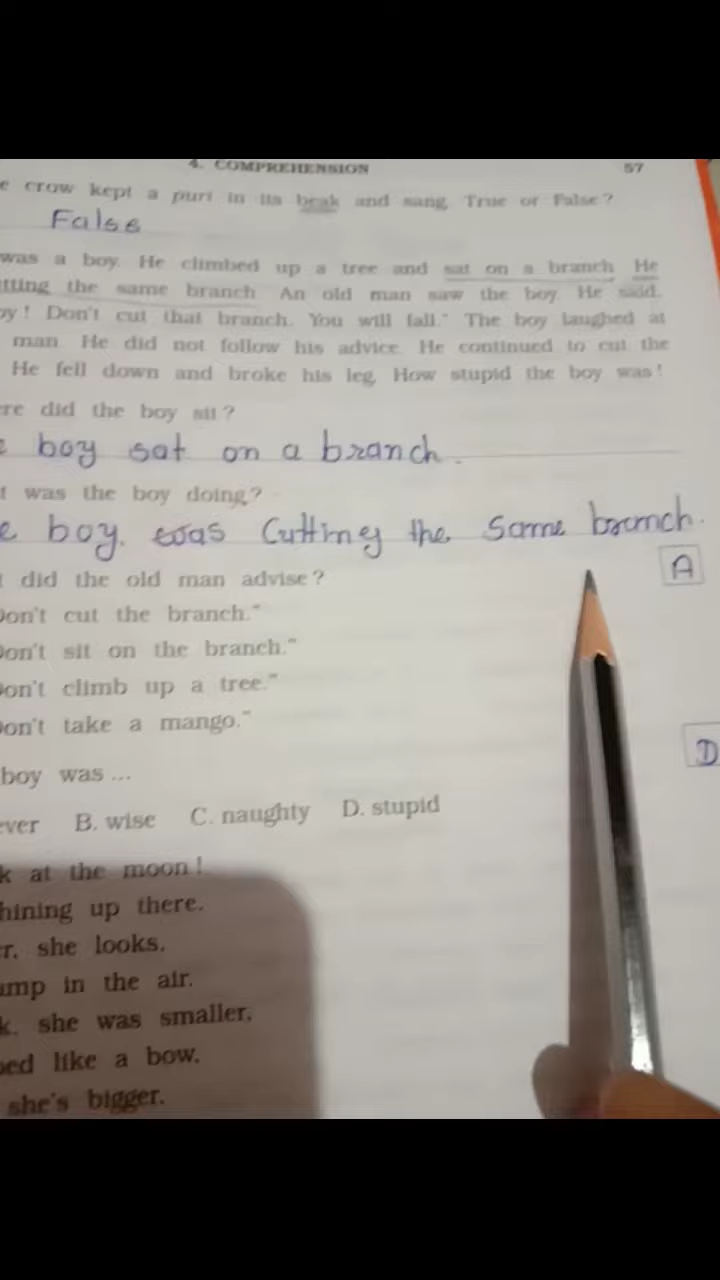 4. COMPREHENSION 57
e crow kept a puri in its beak and sang. True or False?
False
was a boy. He climbed up a tree and sat on a branch He
tting the same branch. An old man saw the boy. He said,
oy! Don't cut that branch. You will fall." The boy laughed at
man. He did not follow his advice. He continued to cut the
He fell down and broke his leg. How stupid the boy was!
ere did the boy sit?
e boy sat on a branch.
t was the boy doing?
e boy. was Cutting the same branch.
A
t did the old man advise?
Don't cut the branch."
Don't sit on the branch."
Don't climb up a tree."
Don't take a mango."
D
boy was ...
ever B. wise C. naughty D. stupid
k at the moon!
hining up there.
r, she looks,
amp in the air.
k, she was smaller,
ped like a bow.
she's bigger.